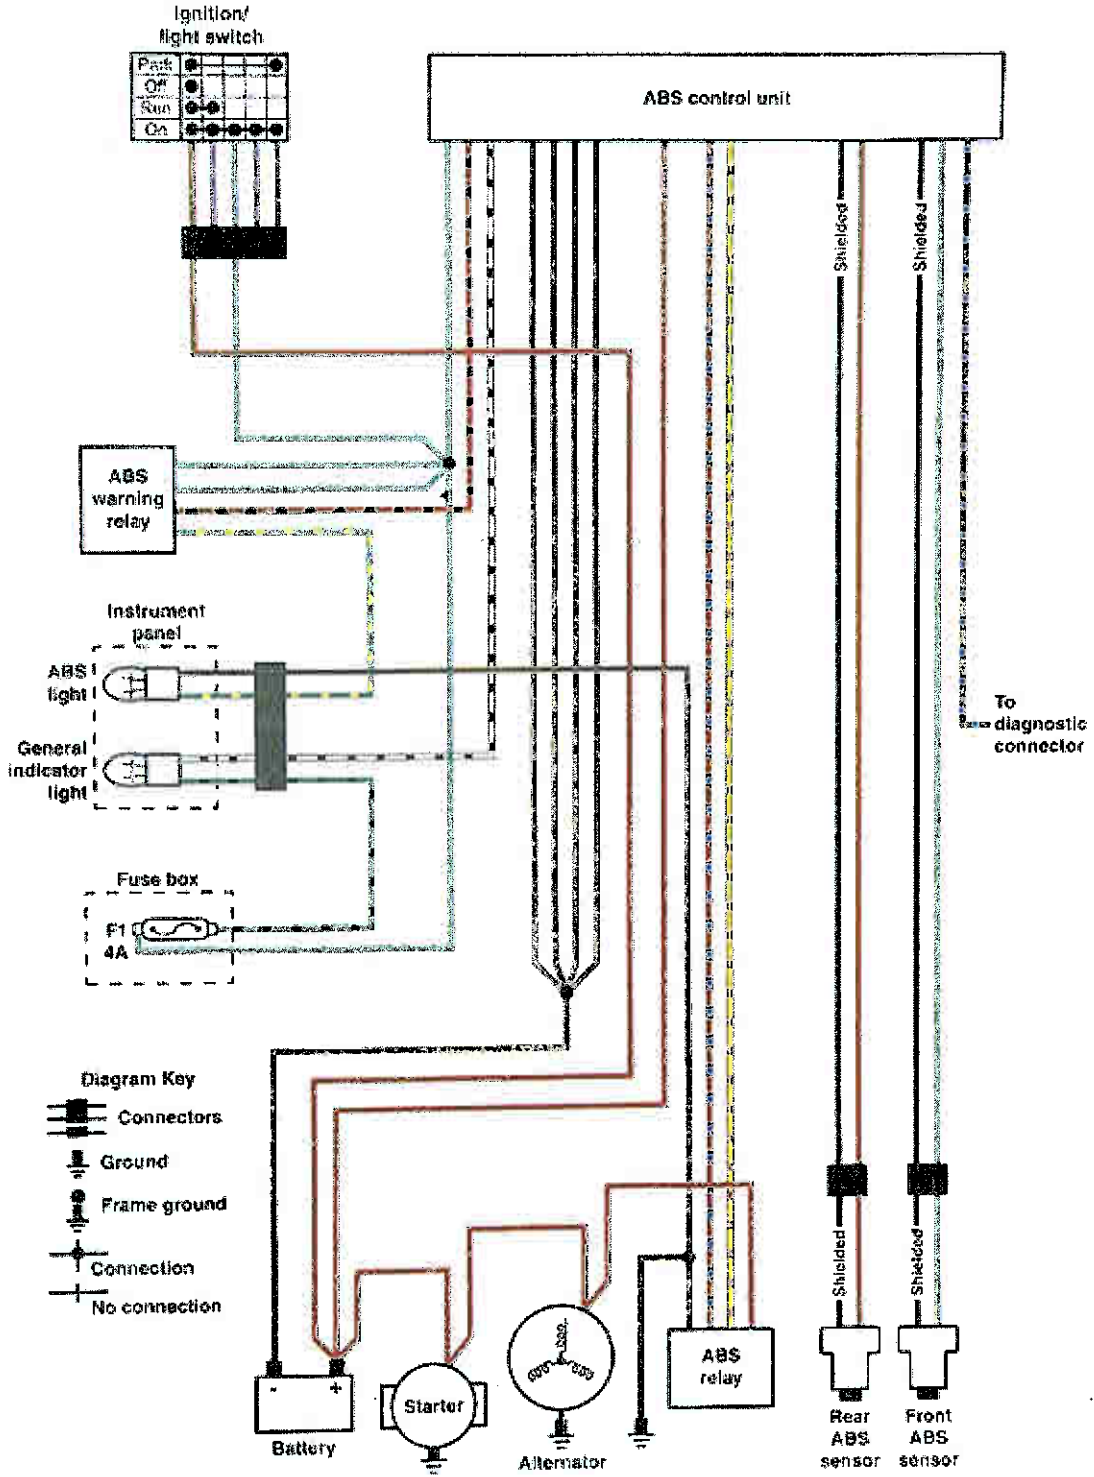 Ignition/
light switch
Park
Off
Run
On
ABS control unit
Shielded
Shielded
ABS
warning
relay
Instrument
panel
ABS
light
General
indicator
light
To
diagnostic
connector
Fuse box
F1
4A
Diagram Key
Connectors
Ground
Frame ground
Connection
No connection
Shielded
Shielded
- +
Battery
Starter
Alternator
ABS
relay
Rear
ABS
sensor
Front
ABS
sensor